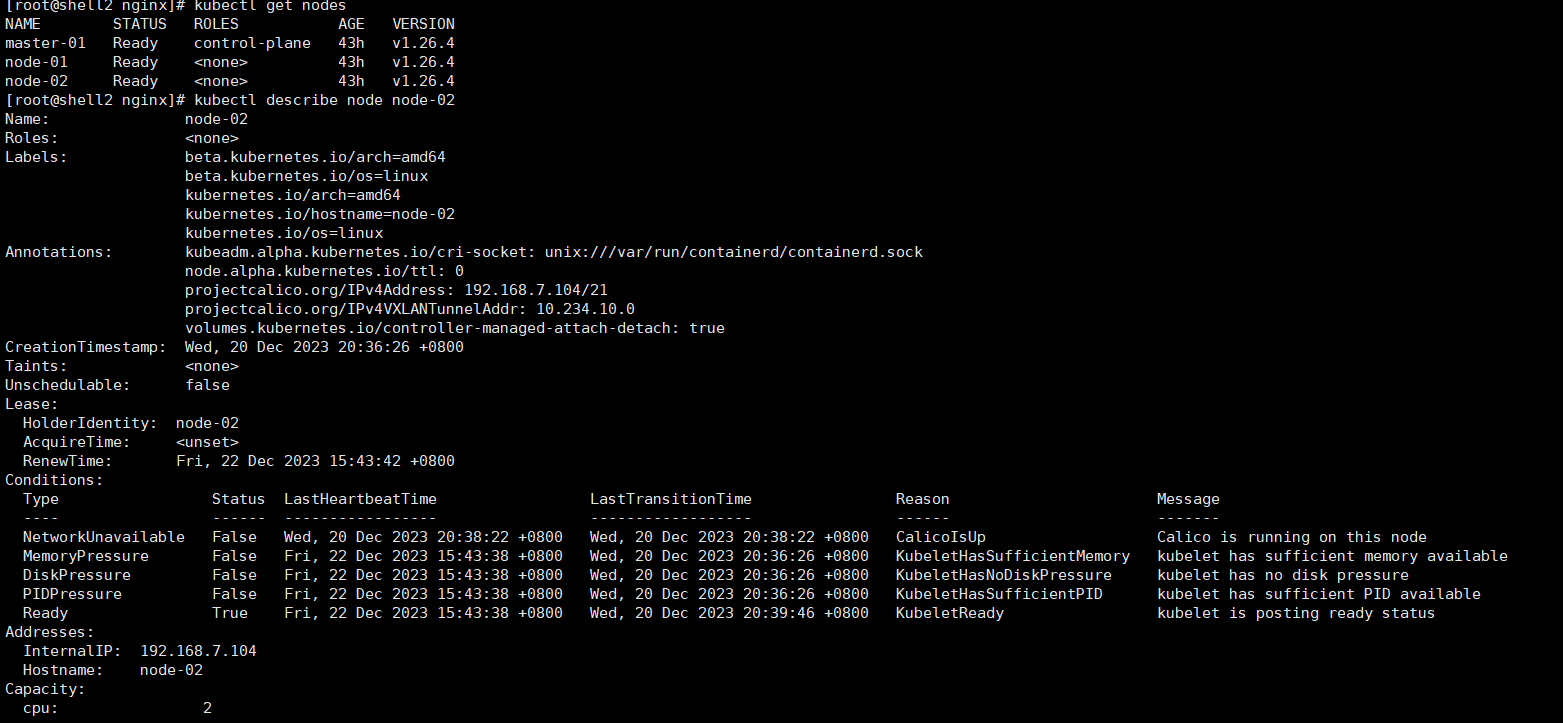 [root@shell2 nginx]# kubectl get nodes
NAME        STATUS   ROLES           AGE   VERSION
master-01   Ready    control-plane   43h   v1.26.4
node-01     Ready    <none>          43h   v1.26.4
node-02     Ready    <none>          43h   v1.26.4
[root@shell2 nginx]# kubectl describe node node-02
Name:               node-02
Roles:              <none>
Labels:             beta.kubernetes.io/arch=amd64
                    beta.kubernetes.io/os=linux
                    kubernetes.io/arch=amd64
                    kubernetes.io/hostname=node-02
                    kubernetes.io/os=linux
Annotations:        kubeadm.alpha.kubernetes.io/cri-socket: unix:///var/run/containerd/containerd.sock
                    node.alpha.kubernetes.io/ttl: 0
                    projectcalico.org/IPv4Address: 192.168.7.104/21
                    projectcalico.org/IPv4VXLANTunnelAddr: 10.234.10.0
                    volumes.kubernetes.io/controller-managed-attach-detach: true
CreationTimestamp:  Wed, 20 Dec 2023 20:36:26 +0800
Taints:             <none>
Unschedulable:      false
Lease:
  HolderIdentity:  node-02
  AcquireTime:     <unset>
  RenewTime:       Fri, 22 Dec 2023 15:43:42 +0800
Conditions:
  Type                 Status  LastHeartbeatTime                 LastTransitionTime                Reason                       Message
  ----                 ------  -----------------                 ------------------                ------                       -------
  NetworkUnavailable   False   Wed, 20 Dec 2023 20:38:22 +0800   Wed, 20 Dec 2023 20:38:22 +0800   CalicoIsUp                   Calico is running on this node
  MemoryPressure       False   Fri, 22 Dec 2023 15:43:38 +0800   Wed, 20 Dec 2023 20:36:26 +0800   KubeletHasSufficientMemory   kubelet has sufficient memory available
  DiskPressure         False   Fri, 22 Dec 2023 15:43:38 +0800   Wed, 20 Dec 2023 20:36:26 +0800   KubeletHasNoDiskPressure     kubelet has no disk pressure
  PIDPressure          False   Fri, 22 Dec 2023 15:43:38 +0800   Wed, 20 Dec 2023 20:36:26 +0800   KubeletHasSufficientPID      kubelet has sufficient PID available
  Ready                True    Fri, 22 Dec 2023 15:43:38 +0800   Wed, 20 Dec 2023 20:39:46 +0800   KubeletReady                 kubelet is posting ready status
Addresses:
  InternalIP:  192.168.7.104
  Hostname:    node-02
Capacity:
  cpu:                2